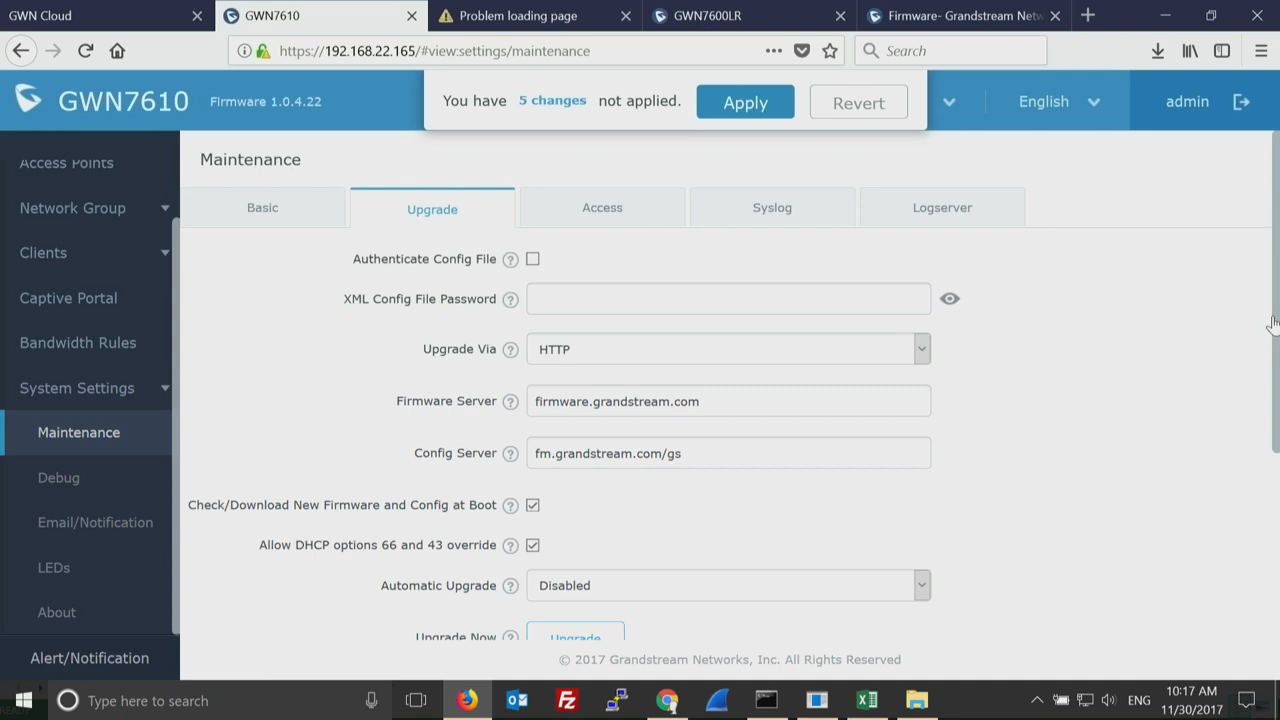 GWN Cloud
GWN7610
Problem loading page
GWN7600LR
Firmware- Grandstream Netw
https://192.168.22.165/#view:settings/maintenance
Search
GWN7610
Firmware 1.0.4.22
You have 5 changes not applied.
Apply
Revert
English
admin
Access Points
Network Group
Clients
Captive Portal
Bandwidth Rules
System Settings
Maintenance
Debug
Email/Notification
LEDs
About
Alert/Notification
Maintenance
Basic
Upgrade
Access
Syslog
Logserver
Authenticate Config File ?
XML Config File Password ?
Upgrade Via ? HTTP
Firmware Server ? firmware.grandstream.com
Config Server ? fm.grandstream.com/gs
Check/Download New Firmware and Config at Boot ?
Allow DHCP options 66 and 43 override ?
Automatic Upgrade ? Disabled
Upgrade Now ? Upgrade
© 2017 Grandstream Networks, Inc. All Rights Reserved
Type here to search
ENG
10:17 AM
11/30/2017